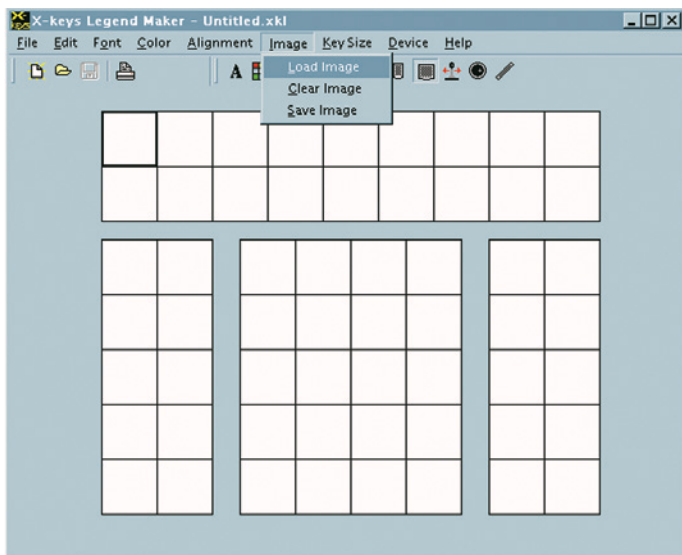 X-keys Legend Maker - Untitled.xkl
File Edit Font Color Alignment Image Key Size Device Help
A
Load Image
Clear Image
Save Image